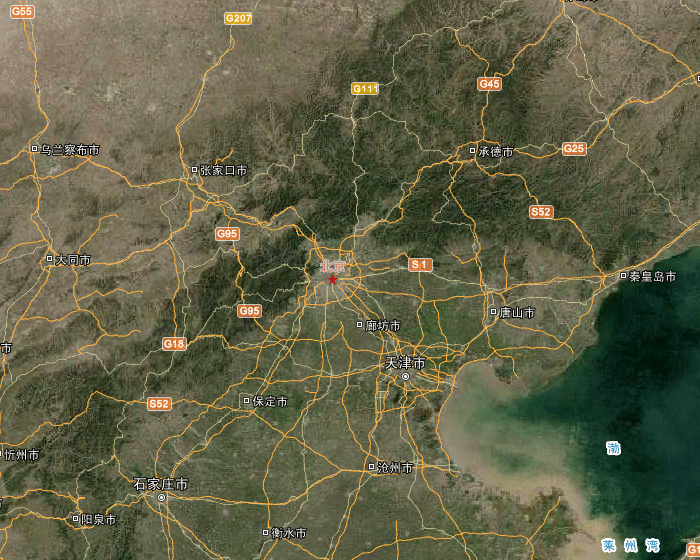 G55
G207
G45
G111
乌兰察布市
承德市
G25
张家口市
S52
G95
大同市
北京
S1
秦皇岛市
G95
唐山市
廊坊市
G18
市
天津市
S52
保定市
渤
忻州市
沧州市
石家庄市
阳泉市
衡水市
莱州湾